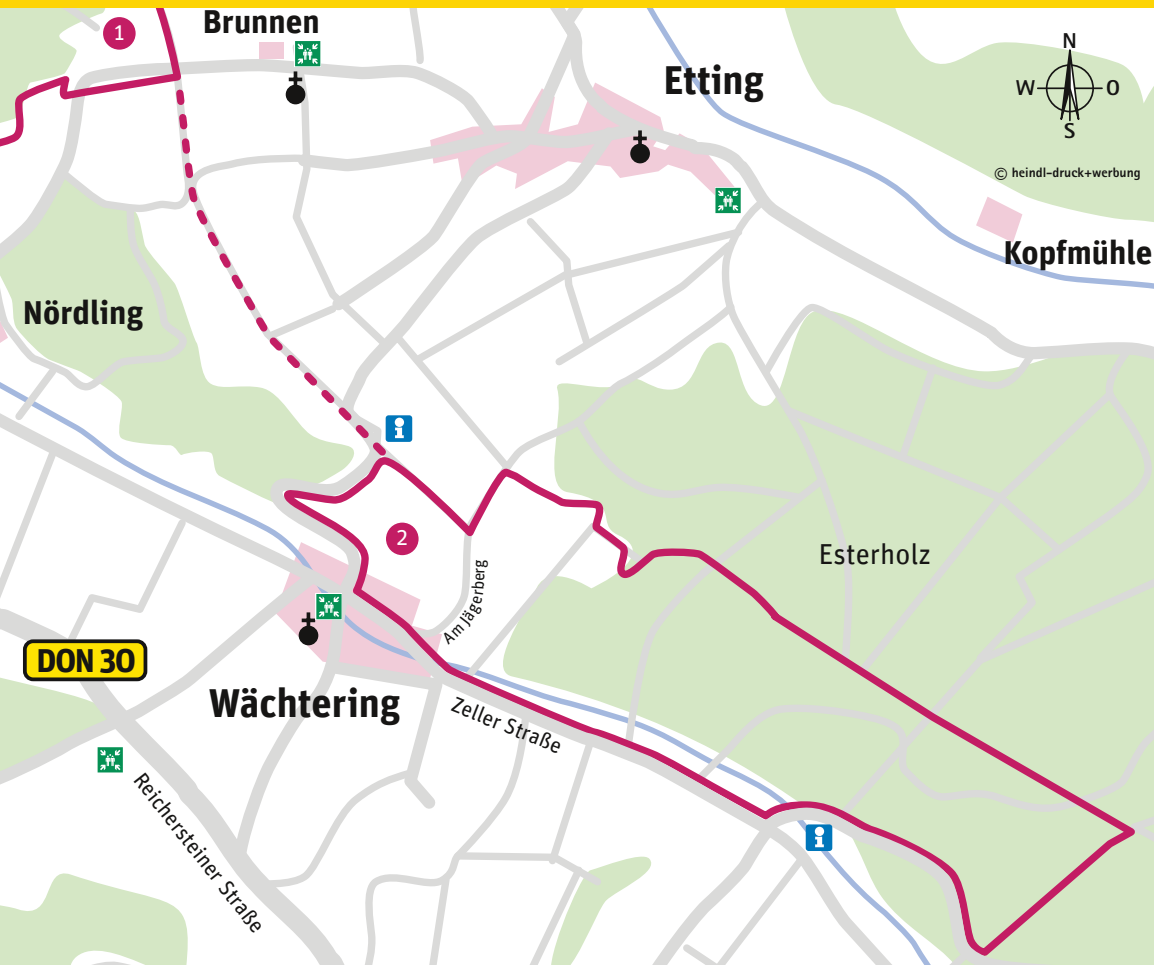 Brunnen
1
Etting
N
W O
S
© heindl-druck+werbung
Kopfmühle
Nördling
2
Am Jägerberg
Esterholz
DON 30
Wächtering
Zeller Straße
Reichersteiner Straße